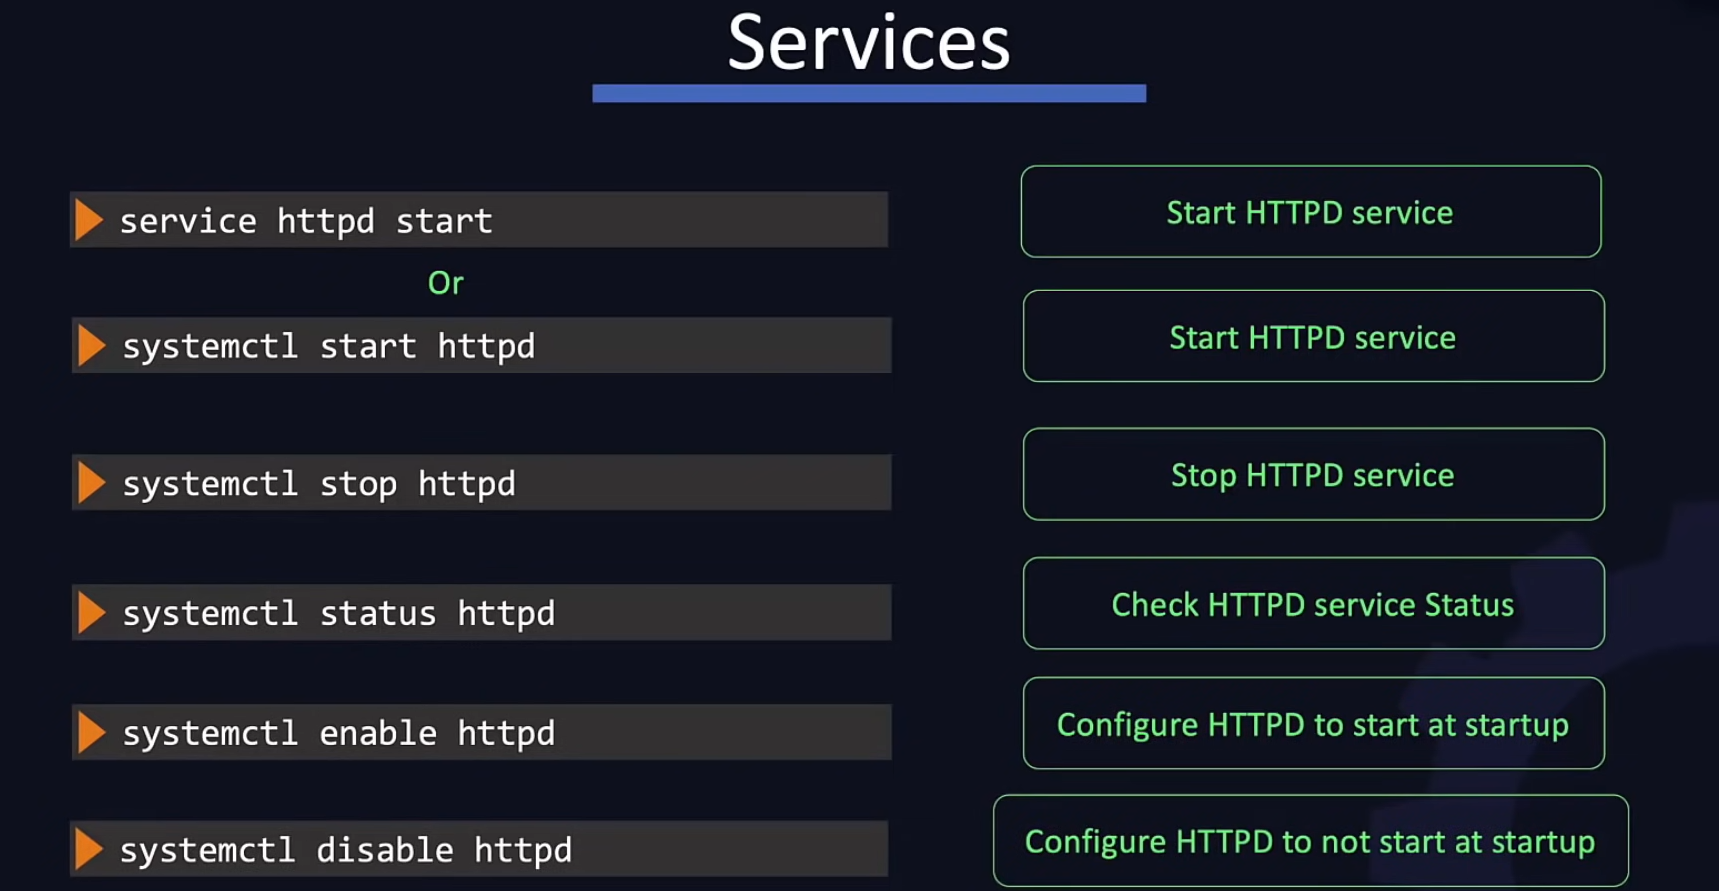 Services
service httpd start
Start HTTPD service
Or
systemctl start httpd
Start HTTPD service
systemctl stop httpd
Stop HTTPD service
systemctl status httpd
Check HTTPD service Status
systemctl enable httpd
Configure HTTPD to start at startup
systemctl disable httpd
Configure HTTPD to not start at startup